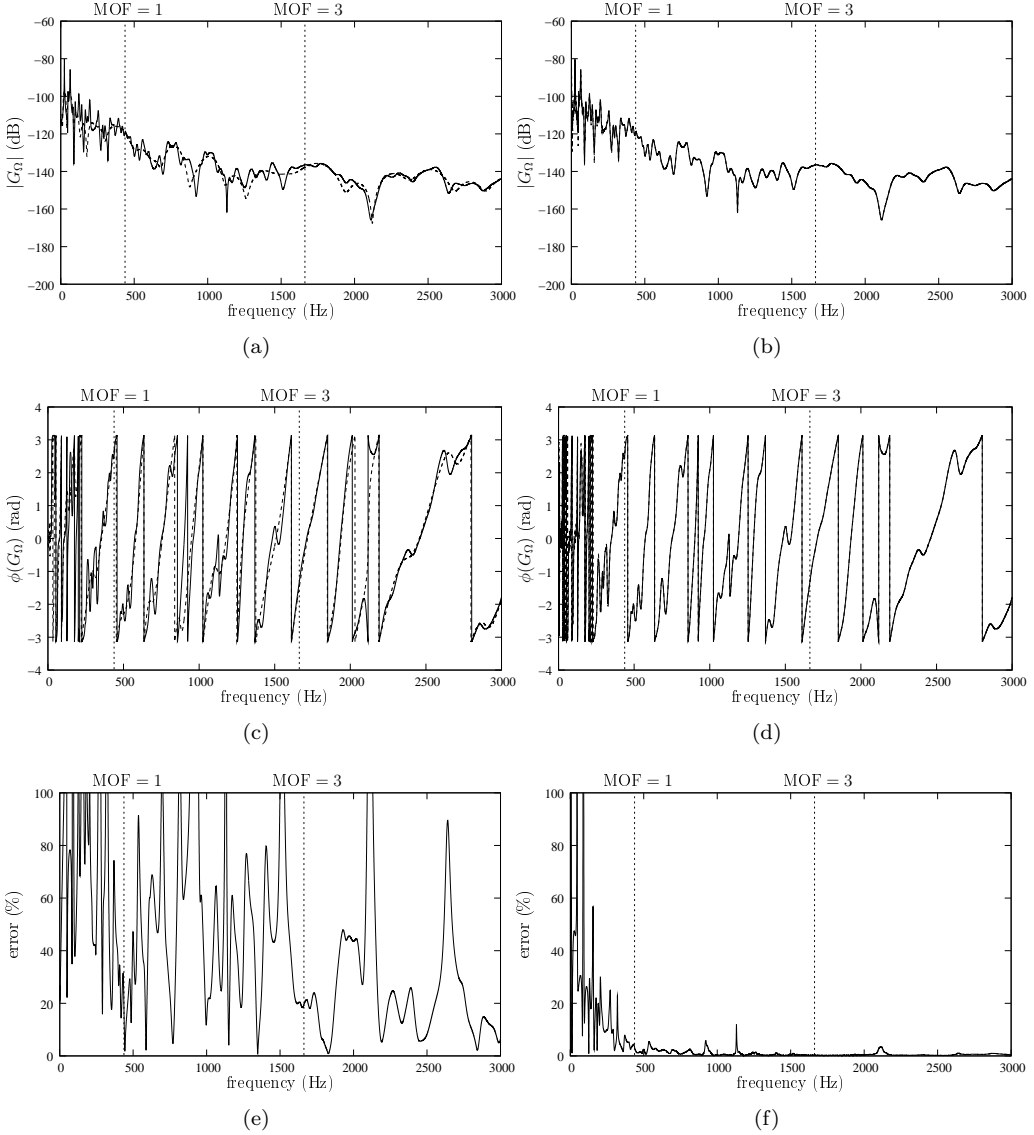 MOF = 1 MOF = 3
−60
−80
−100
−120
−140
−160
−180
−200
|G_Ω| (dB)
0 500 1000 1500 2000 2500 3000
frequency (Hz)
(a)
MOF = 1 MOF = 3
−60
−80
−100
−120
−140
−160
−180
−200
|G_Ω| (dB)
0 500 1000 1500 2000 2500 3000
frequency (Hz)
(b)
MOF = 1 MOF = 3
4
3
2
1
0
−1
−2
−3
−4
ϕ(G_Ω) (rad)
0 500 1000 1500 2000 2500 3000
frequency (Hz)
(c)
MOF = 1 MOF = 3
4
3
2
1
0
−1
−2
−3
−4
ϕ(G_Ω) (rad)
0 500 1000 1500 2000 2500 3000
frequency (Hz)
(d)
MOF = 1 MOF = 3
100
80
60
40
20
0
error (%)
0 500 1000 1500 2000 2500 3000
frequency (Hz)
(e)
MOF = 1 MOF = 3
100
80
60
40
20
0
error (%)
0 500 1000 1500 2000 2500 3000
frequency (Hz)
(f)